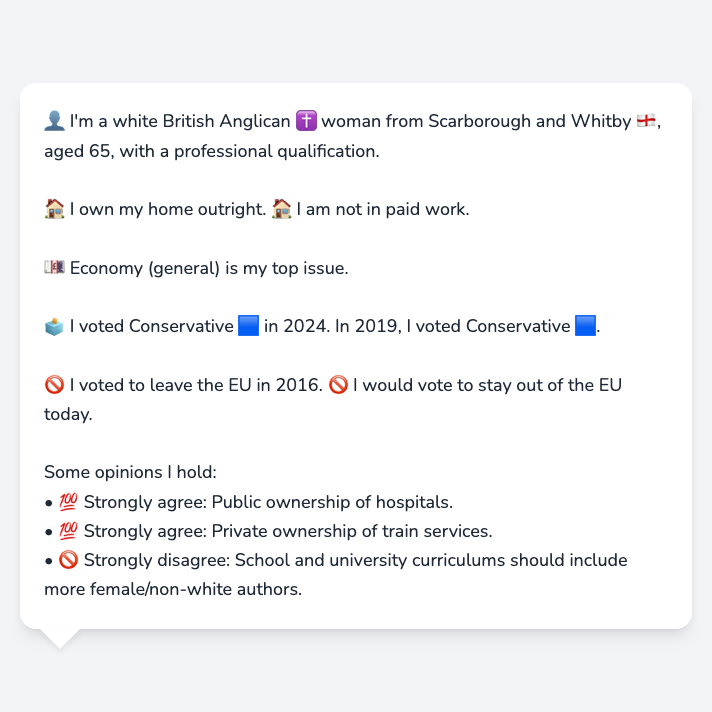 👤 I'm a white British Anglican ✝️ woman from Scarborough and Whitby 🏴󠁧󠁢󠁥󠁮󠁧󠁿,
aged 65, with a professional qualification.
🏠 I own my home outright. 🏠 I am not in paid work.
💷 Economy (general) is my top issue.
🗳️ I voted Conservative 🟦 in 2024. In 2019, I voted Conservative 🟦.
🚫 I voted to leave the EU in 2016. 🚫 I would vote to stay out of the EU
today.
Some opinions I hold:
• 💯 Strongly agree: Public ownership of hospitals.
• 💯 Strongly agree: Private ownership of train services.
• 🚫 Strongly disagree: School and university curriculums should include
more female/non-white authors.